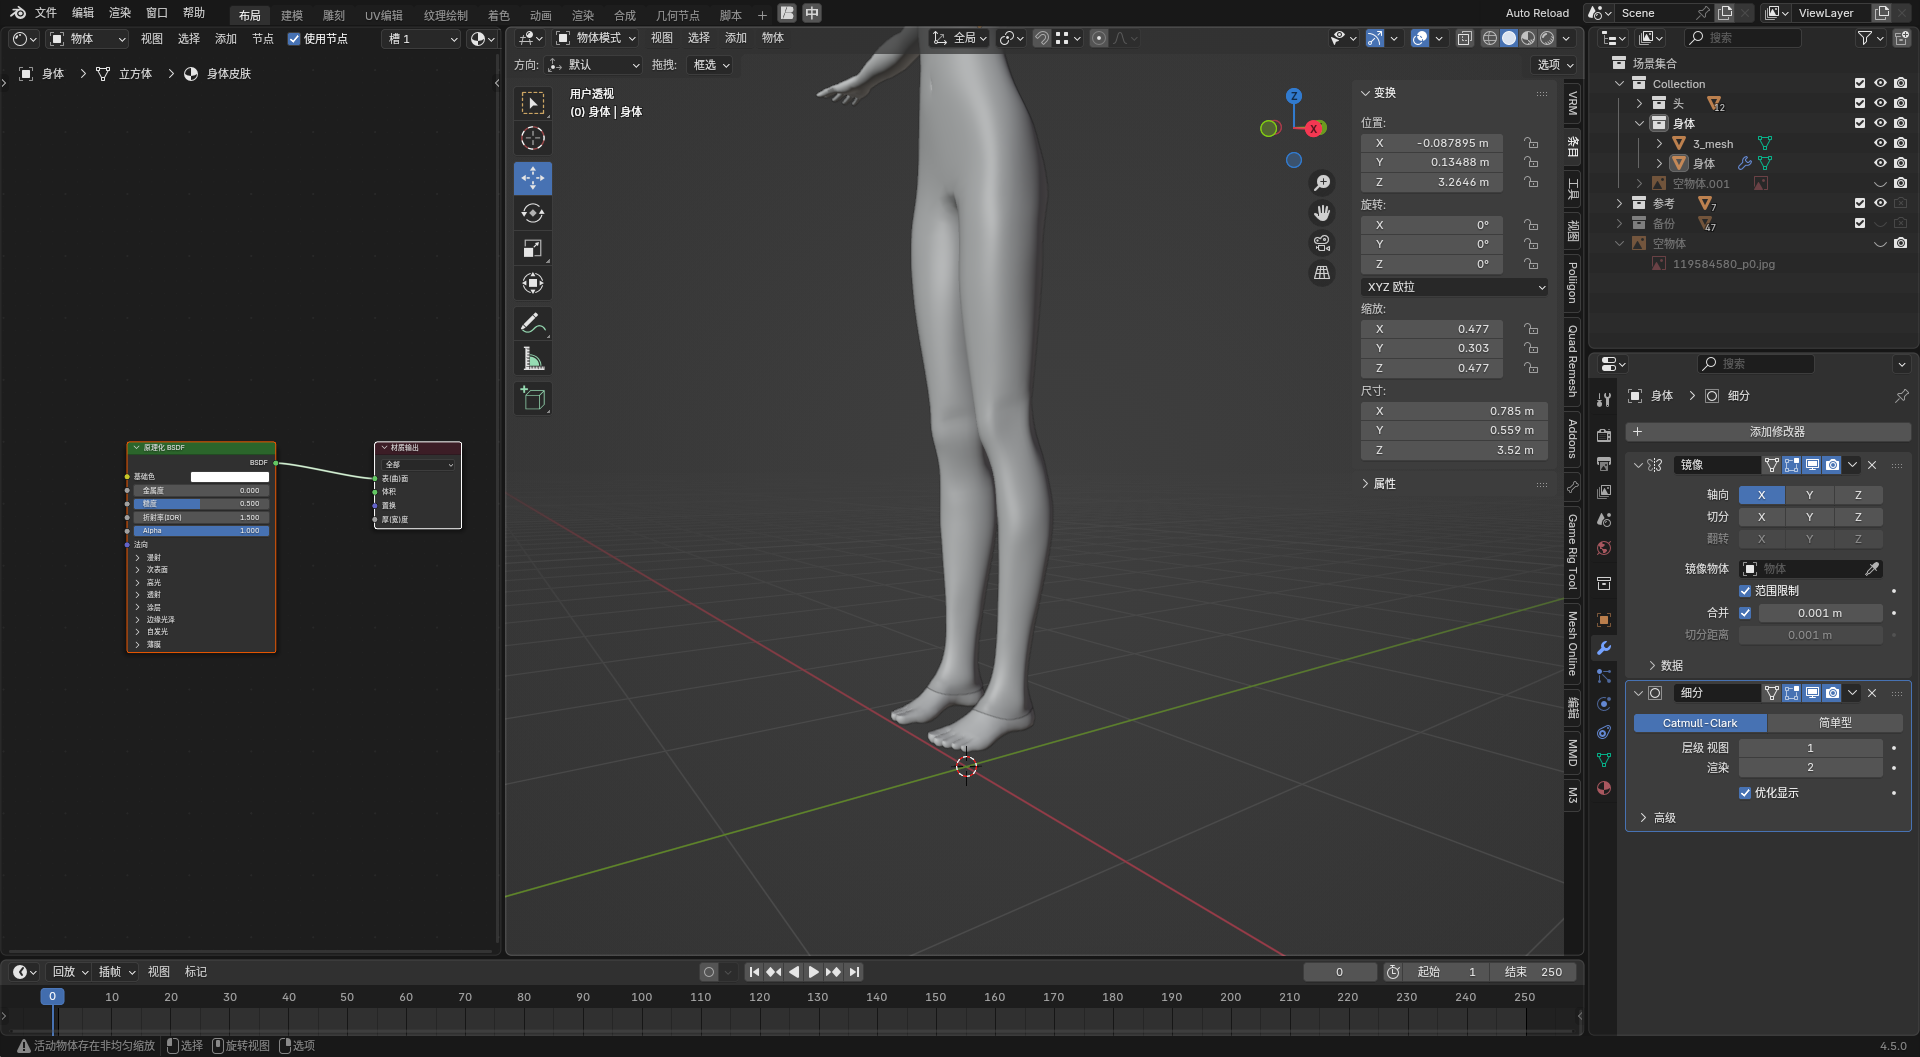 文件 编辑 渲染 窗口 帮助 布局 建模 雕刻 UV编辑 纹理绘制 着色 动画 渲染 合成 几何节点 脚本 + 中 Auto Reload Scene ViewLayer
物体 视图 选择 添加 节点 使用节点 槽 1
身体 立方体 身体皮肤
原理化 BSDF
BSDF
基础色
金属度 0.000
糙度 0.500
折射率(IOR) 1.500
Alpha 1.000
法向
漫射
次表面
高光
透射
涂层
边缘光泽
自发光
薄膜
材质输出
全部
表(曲)面
体积
置换
厚(宽)度
物体模式 视图 选择 添加 物体 全局
方向: 默认 拖拽: 框选 选项
用户透视
(0) 身体 | 身体
Z
X
变换
位置:
X -0.087895 m
Y 0.13488 m
Z 3.2646 m
旋转:
X 0°
Y 0°
Z 0°
XYZ 欧拉
缩放:
X 0.477
Y 0.303
Z 0.477
尺寸:
X 0.785 m
Y 0.559 m
Z 3.52 m
属性
VRM
条目
工具
视图
Poliigon
Quad Remesh
Addons
Game Rig Tool
Mesh Online
编辑
MMD
M3
搜索
场景集合
Collection
头 12
身体
3_mesh
身体
空物体.001
参考 7
备份 47
空物体
119584580_p0.jpg
搜索
身体 细分
+ 添加修改器
镜像
轴向 X Y Z
切分 X Y Z
翻转 X Y Z
镜像物体 物体
范围限制
合并 0.001 m
切分距离 0.001 m
数据
细分
Catmull-Clark 简单型
层级 视图 1
渲染 2
优化显示
高级
回放 插帧 视图 标记 0 起始 1 结束 250
0 10 20 30 40 50 60 70 80 90 100 110 120 130 140 150 160 170 180 190 200 210 220 230 240 250
活动物体存在非均匀缩放 选择 旋转视图 选项 4.5.0